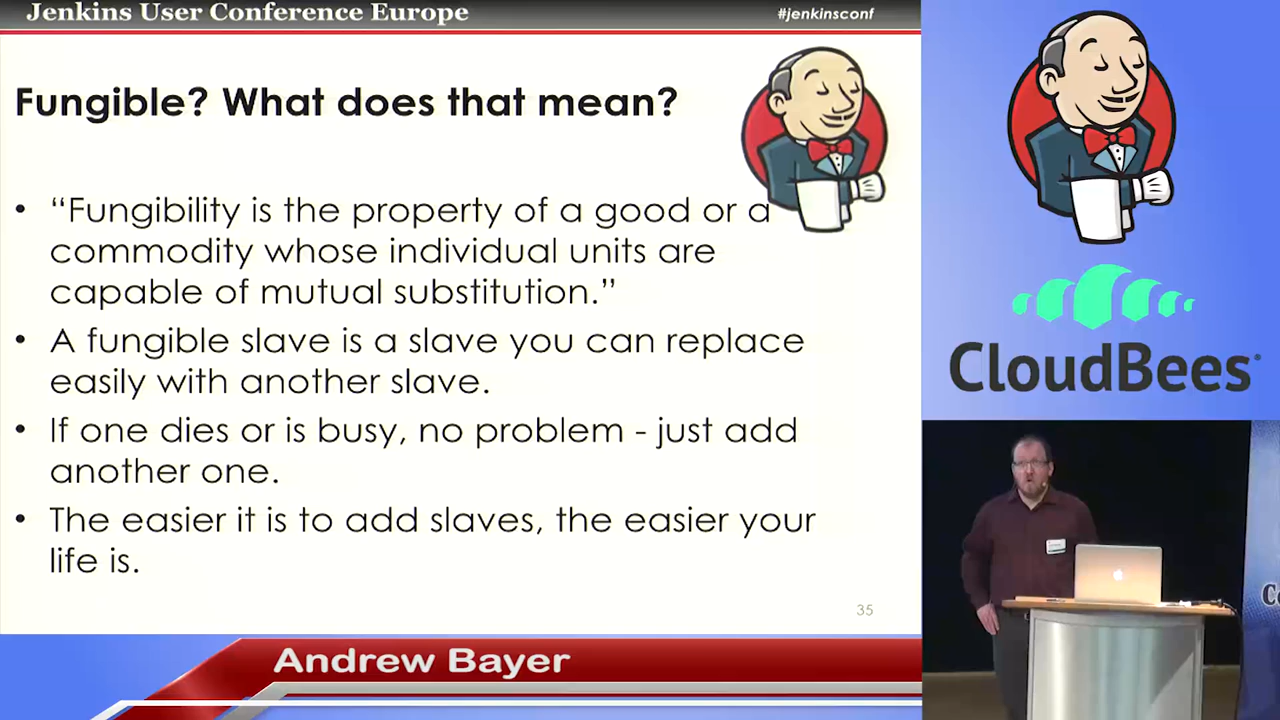 Jenkins User Conference Europe
#jenkinsconf
Fungible? What does that mean?
• “Fungibility is the property of a good or a
commodity whose individual units are
capable of mutual substitution.”
• A fungible slave is a slave you can replace
easily with another slave.
• If one dies or is busy, no problem - just add
another one.
• The easier it is to add slaves, the easier your
life is.
35
CloudBees
Andrew Bayer